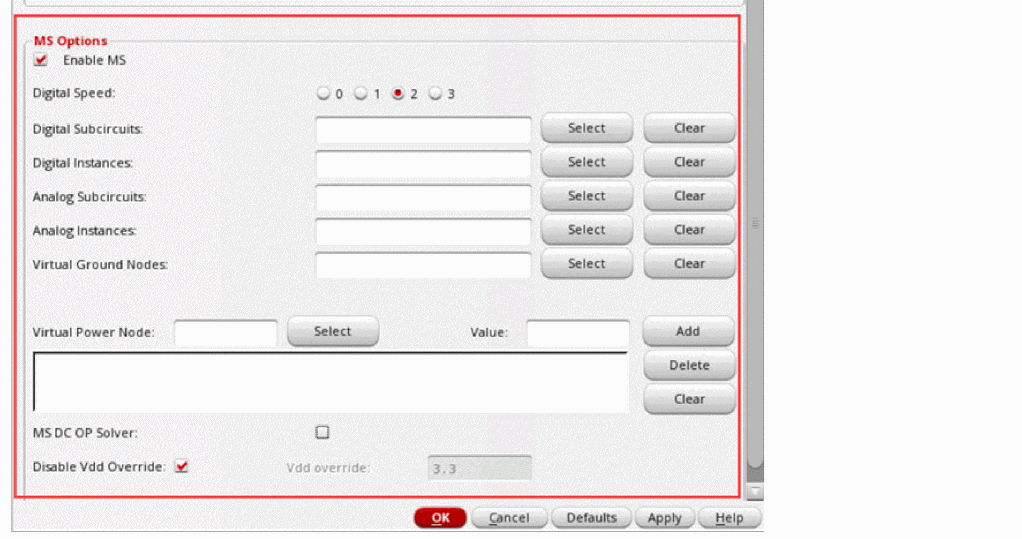 MS Options
Enable MS
Digital Speed: 0 1 2 3
Digital Subcircuits: Select Clear
Digital Instances: Select Clear
Analog Subcircuits: Select Clear
Analog Instances: Select Clear
Virtual Ground Nodes: Select Clear
Virtual Power Node: Select Value: Add
Delete
Clear
MS DC OP Solver:
Disable Vdd Override: Vdd override: 3.3
OK Cancel Defaults Apply Help